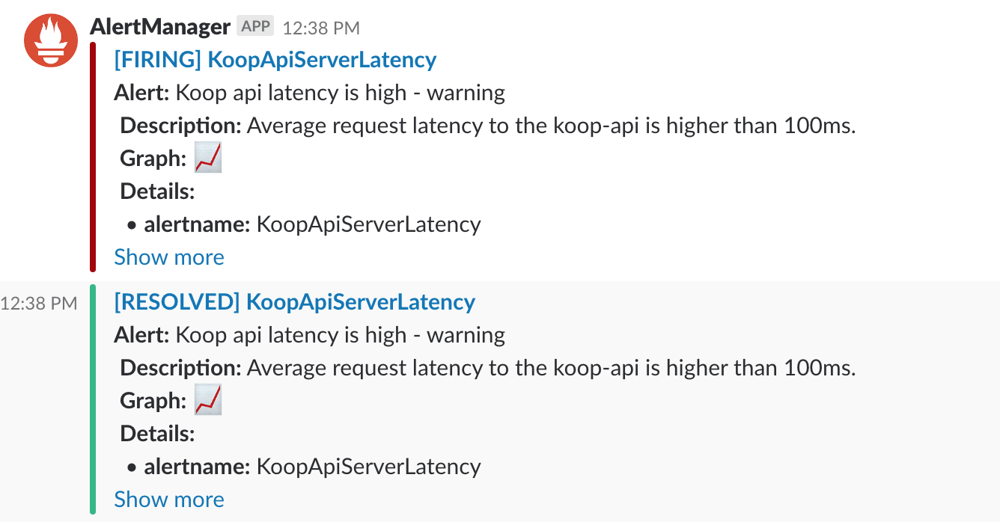 AlertManager APP 12:38 PM
[FIRING] KoopApiServerLatency
Alert: Koop api latency is high - warning
Description: Average request latency to the koop-api is higher than 100ms.
Graph:
Details:
• alertname: KoopApiServerLatency
Show more
12:38 PM [RESOLVED] KoopApiServerLatency
Alert: Koop api latency is high - warning
Description: Average request latency to the koop-api is higher than 100ms.
Graph:
Details:
• alertname: KoopApiServerLatency
Show more